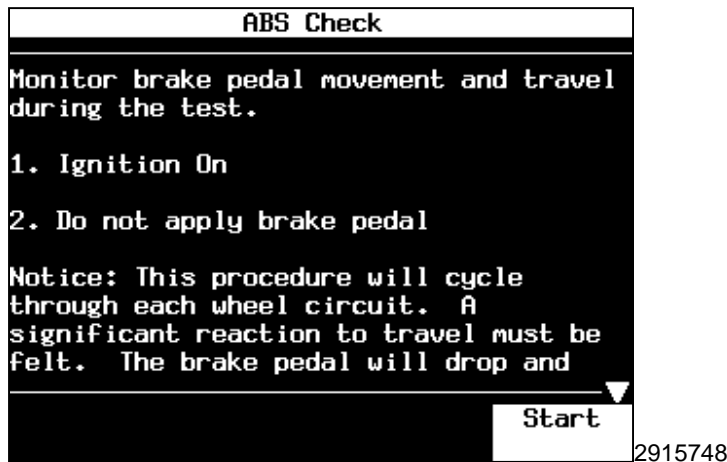 ABS Check
Monitor brake pedal movement and travel
during the test.
1. Ignition On
2. Do not apply brake pedal
Notice: This procedure will cycle
through each wheel circuit. A
significant reaction to travel must be
felt. The brake pedal will drop and
Start
2915748